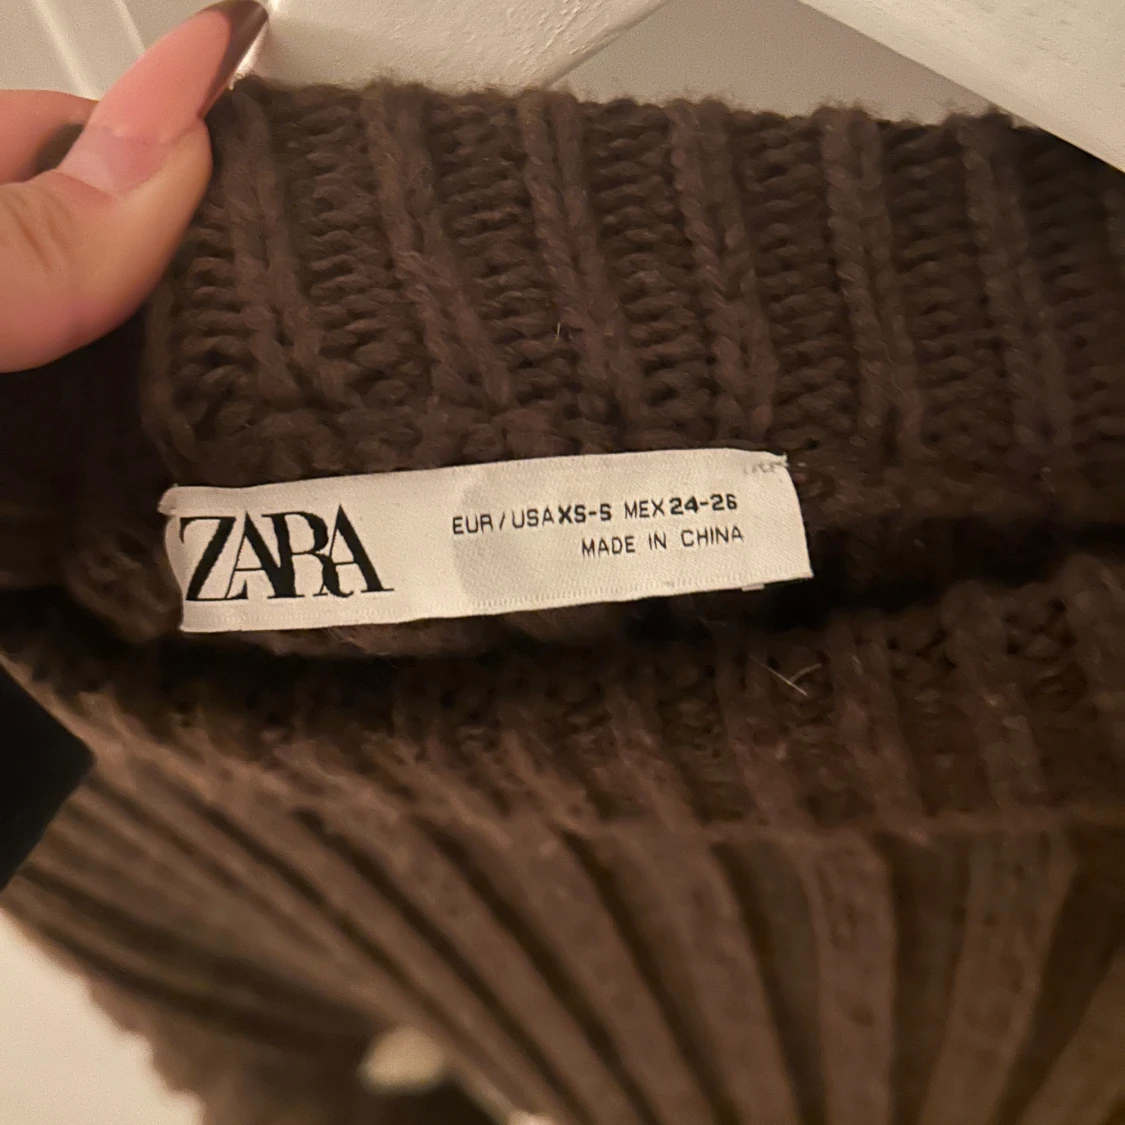 ZARA
EUR/USA XS-S MEX 24-26
MADE IN CHINA